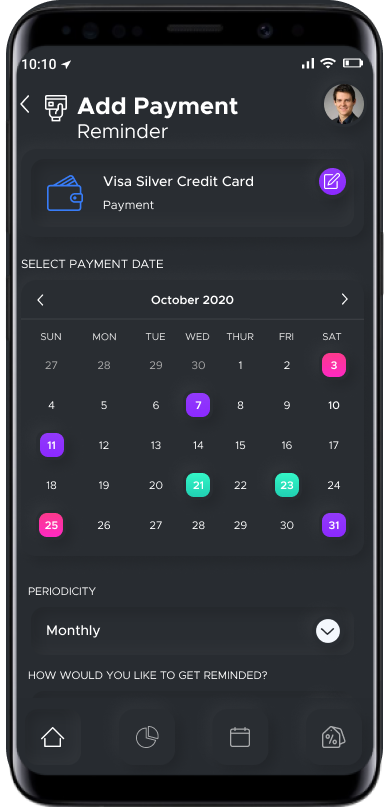 10:10
Add Payment
Reminder
Visa Silver Credit Card
Payment
SELECT PAYMENT DATE
October 2020
SUN MON TUE WED THUR FRI SAT
27 28 29 30 1 2 3
4 5 6 7 8 9 10
11 12 13 14 15 16 17
18 19 20 21 22 23 24
25 26 27 28 29 30 31
PERIODICITY
Monthly
HOW WOULD YOU LIKE TO GET REMINDED?
%